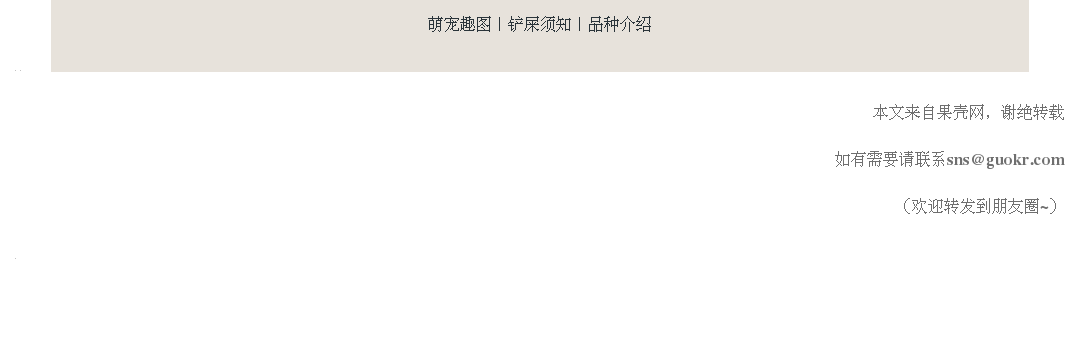 萌宠趣图 | 铲屎须知 | 品种介绍
本文来自果壳网，谢绝转载
如有需要请联系sns@guokr.com
（欢迎转发到朋友圈~）